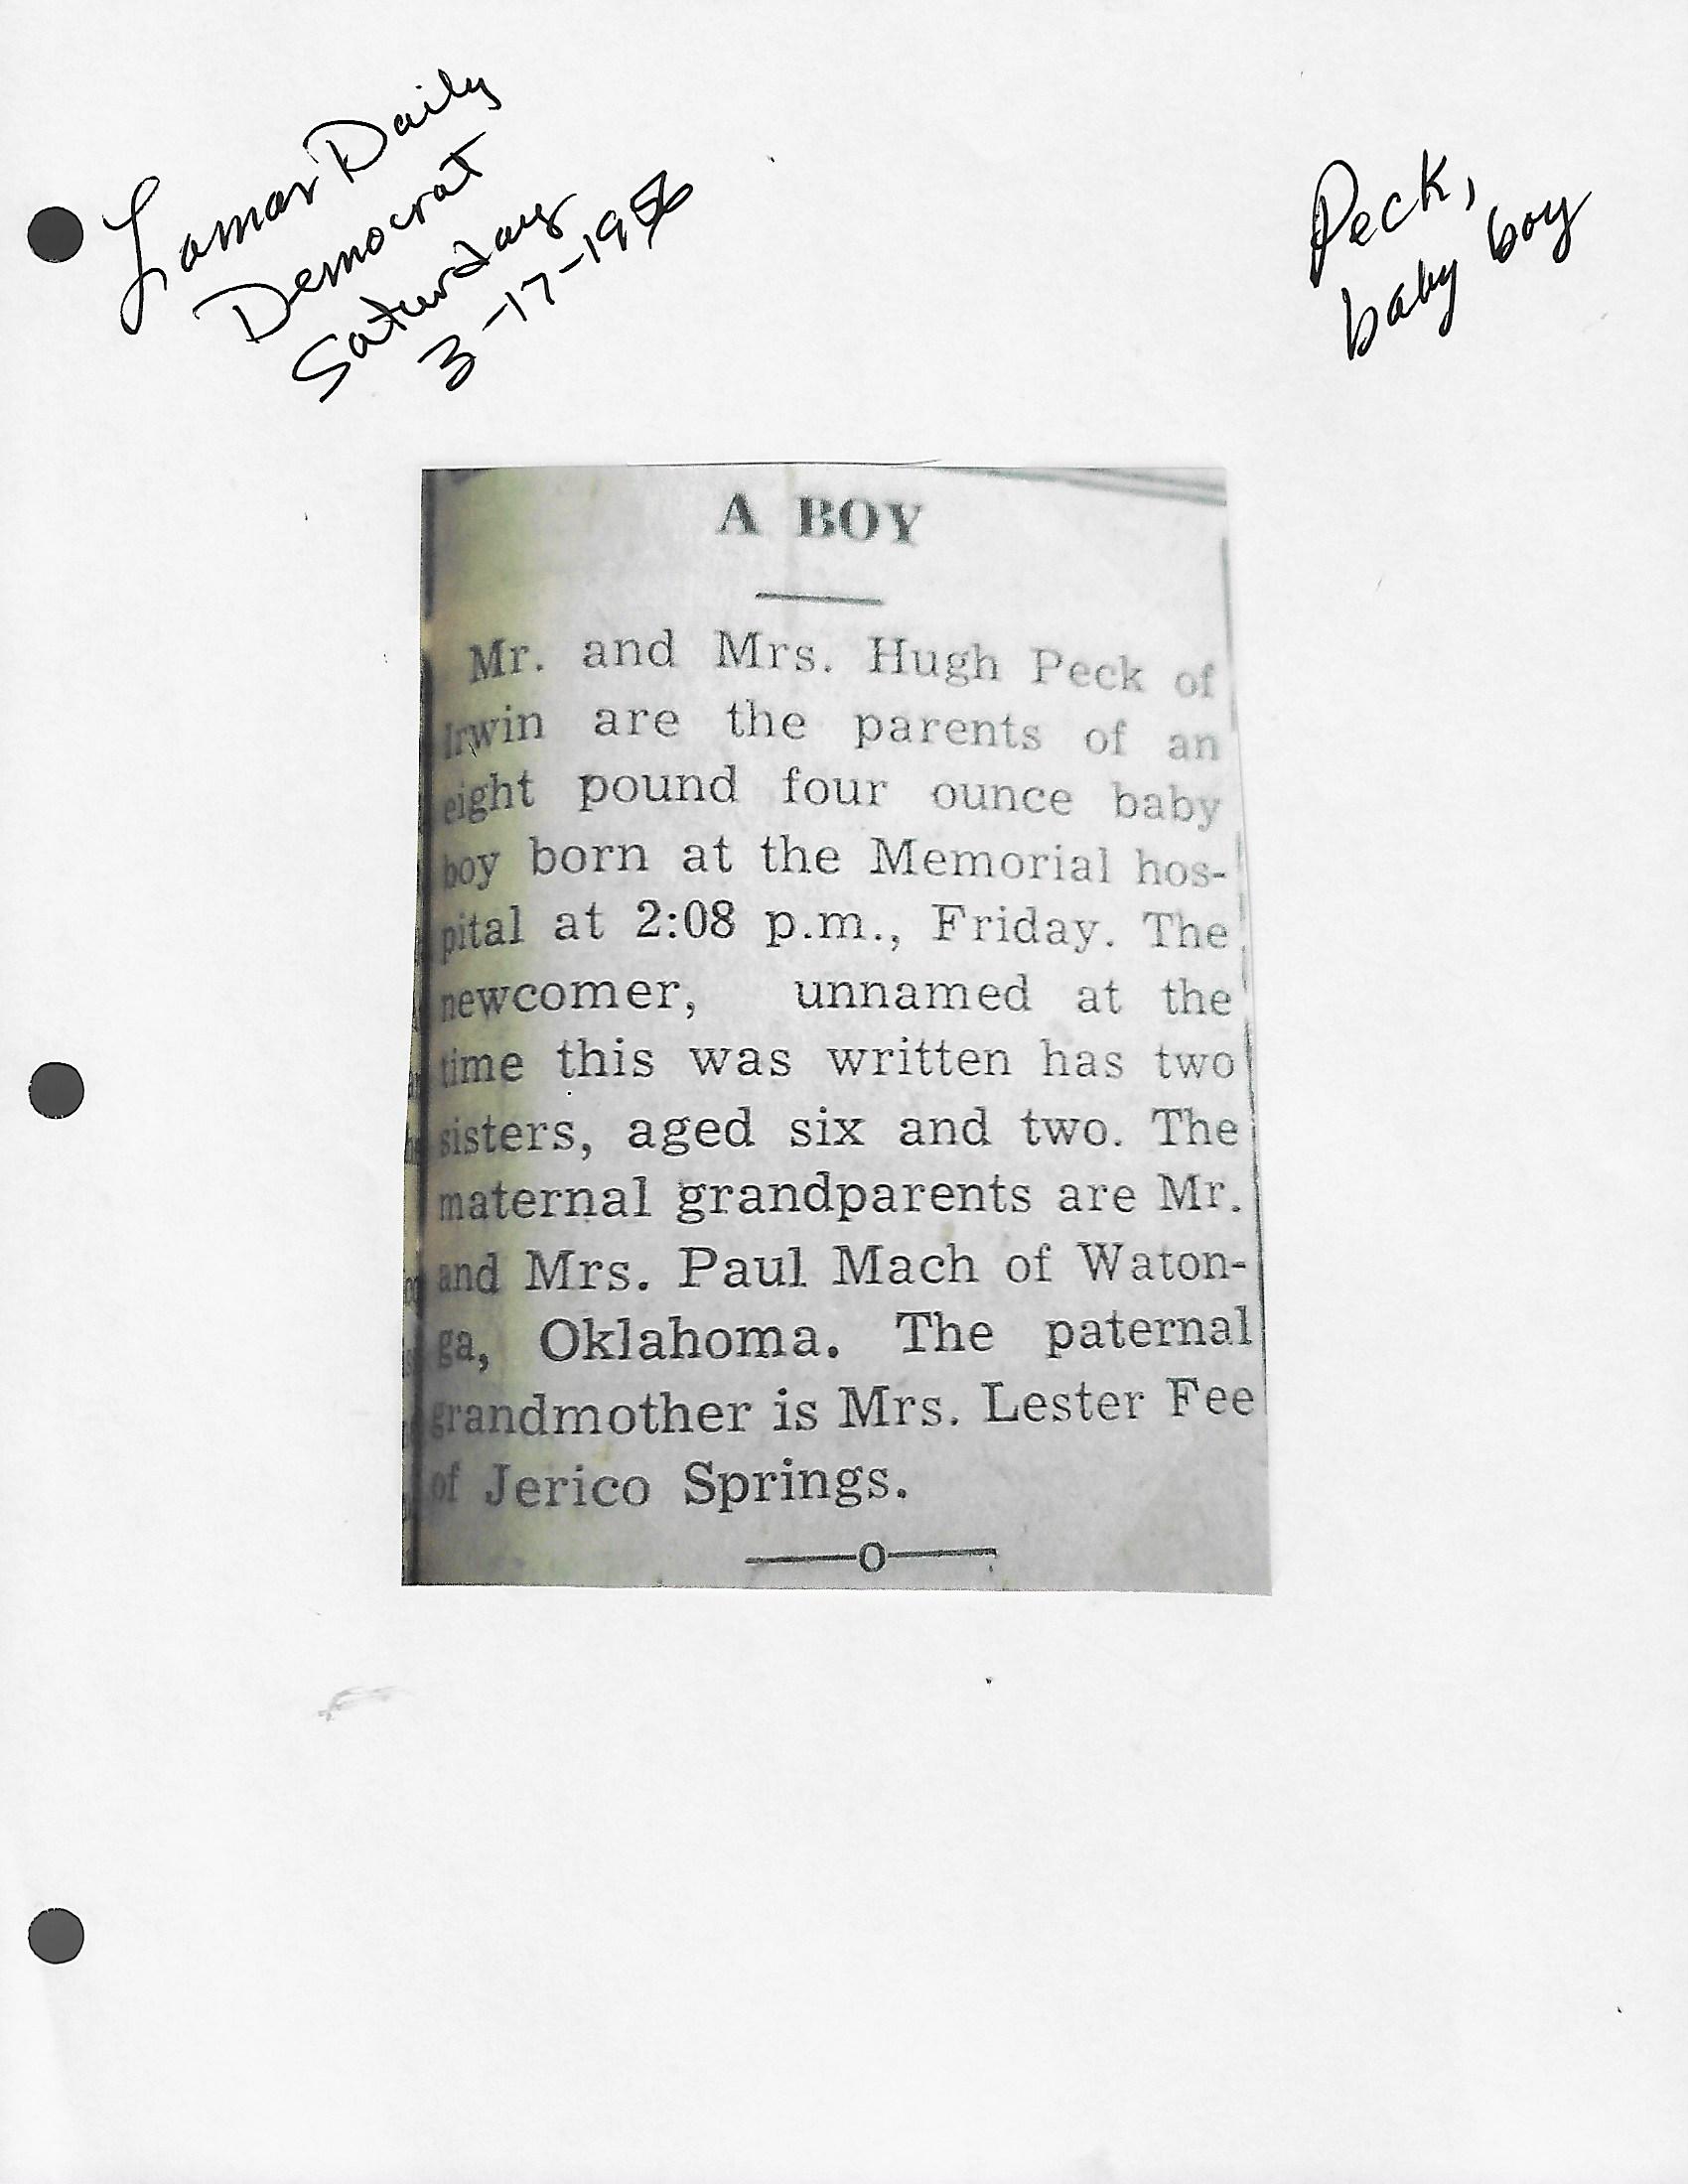 Lamar Daily
Democrat
Saturday
3-17-1956
Peck,
baby boy
A BOY
Mr. and Mrs. Hugh Peck of
Irwin are the parents of an
eight pound four ounce baby
boy born at the Memorial hos-
pital at 2:08 p.m., Friday. The
newcomer, unnamed at the
time this was written has two
sisters, aged six and two. The
maternal grandparents are Mr.
and Mrs. Paul Mach of Waton-
ga, Oklahoma. The paternal
grandmother is Mrs. Lester Fee
of Jerico Springs.